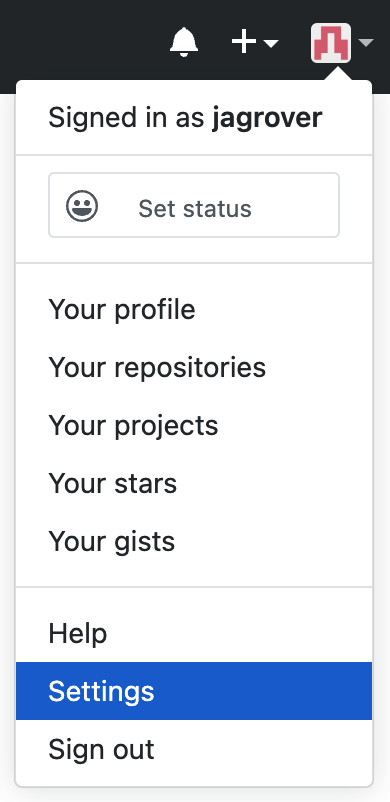 Signed in as jagrover
Set status
Your profile
Your repositories
Your projects
Your stars
Your gists
Help
Settings
Sign out